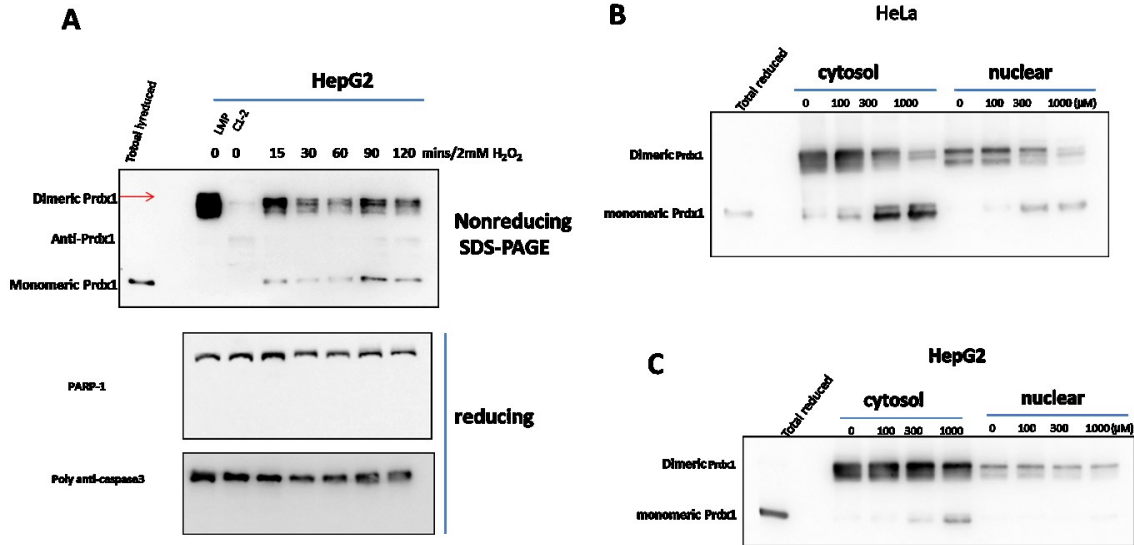 A
HepG2
Totoal lyreduced
LMP
C1-2
0 0 15 30 60 90 120 mins/2mM H₂O₂
Dimeric Prdx1
Anti-Prdx1
Monomeric Prdx1
Nonreducing
SDS-PAGE
PARP-1
reducing
Poly anti-caspase3
B
HeLa
Total reduced
cytosol nuclear
0 100 300 1000 0 100 300 1000 (µM)
Dimeric Prdx1
monomeric Prdx1
C
HepG2
Total reduced
cytosol nuclear
0 100 300 1000 0 100 300 1000 (µM)
Dimeric Prdx1
monomeric Prdx1